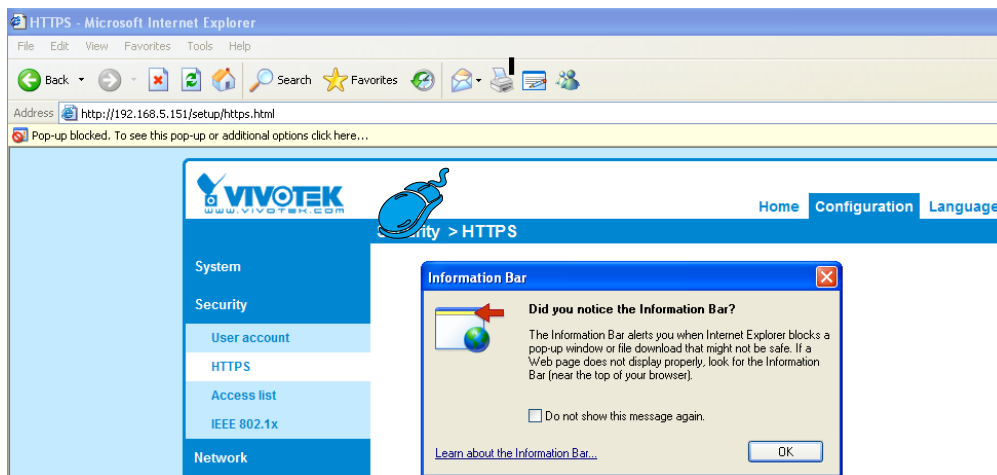 HTTPS - Microsoft Internet Explorer
File Edit View Favorites Tools Help
Back Search Favorites
Address http://192.168.5.151/setup/https.html
Pop-up blocked. To see this pop-up or additional options click here...
VIVOTEK
WWW.VIVOTEK.COM
Home Configuration Language
>HTTPS
System
Security
User account
HTTPS
Access list
IEEE 802.1x
Network
Information Bar
Did you notice the Information Bar?
The Information Bar alerts you when Internet Explorer blocks a
pop-up window or file download that might not be safe. If a
Web page does not display properly, look for the Information
Bar (near the top of your browser).
Do not show this message again.
Learn about the Information Bar...
OK